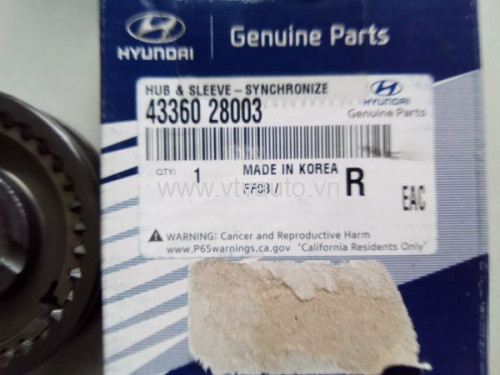 HYUNDAI
Genuine Parts
HUB & SLEEVE – SYNCHRONIZE
43360 28003
HYUNDAI
Genuine Parts
QTY: 1 MADE IN KOREA
R
EAC
www.vtvauto.vn
WARNING: Cancer and Reproductive Harm
www.P65warnings.ca.gov "California Residents Only"